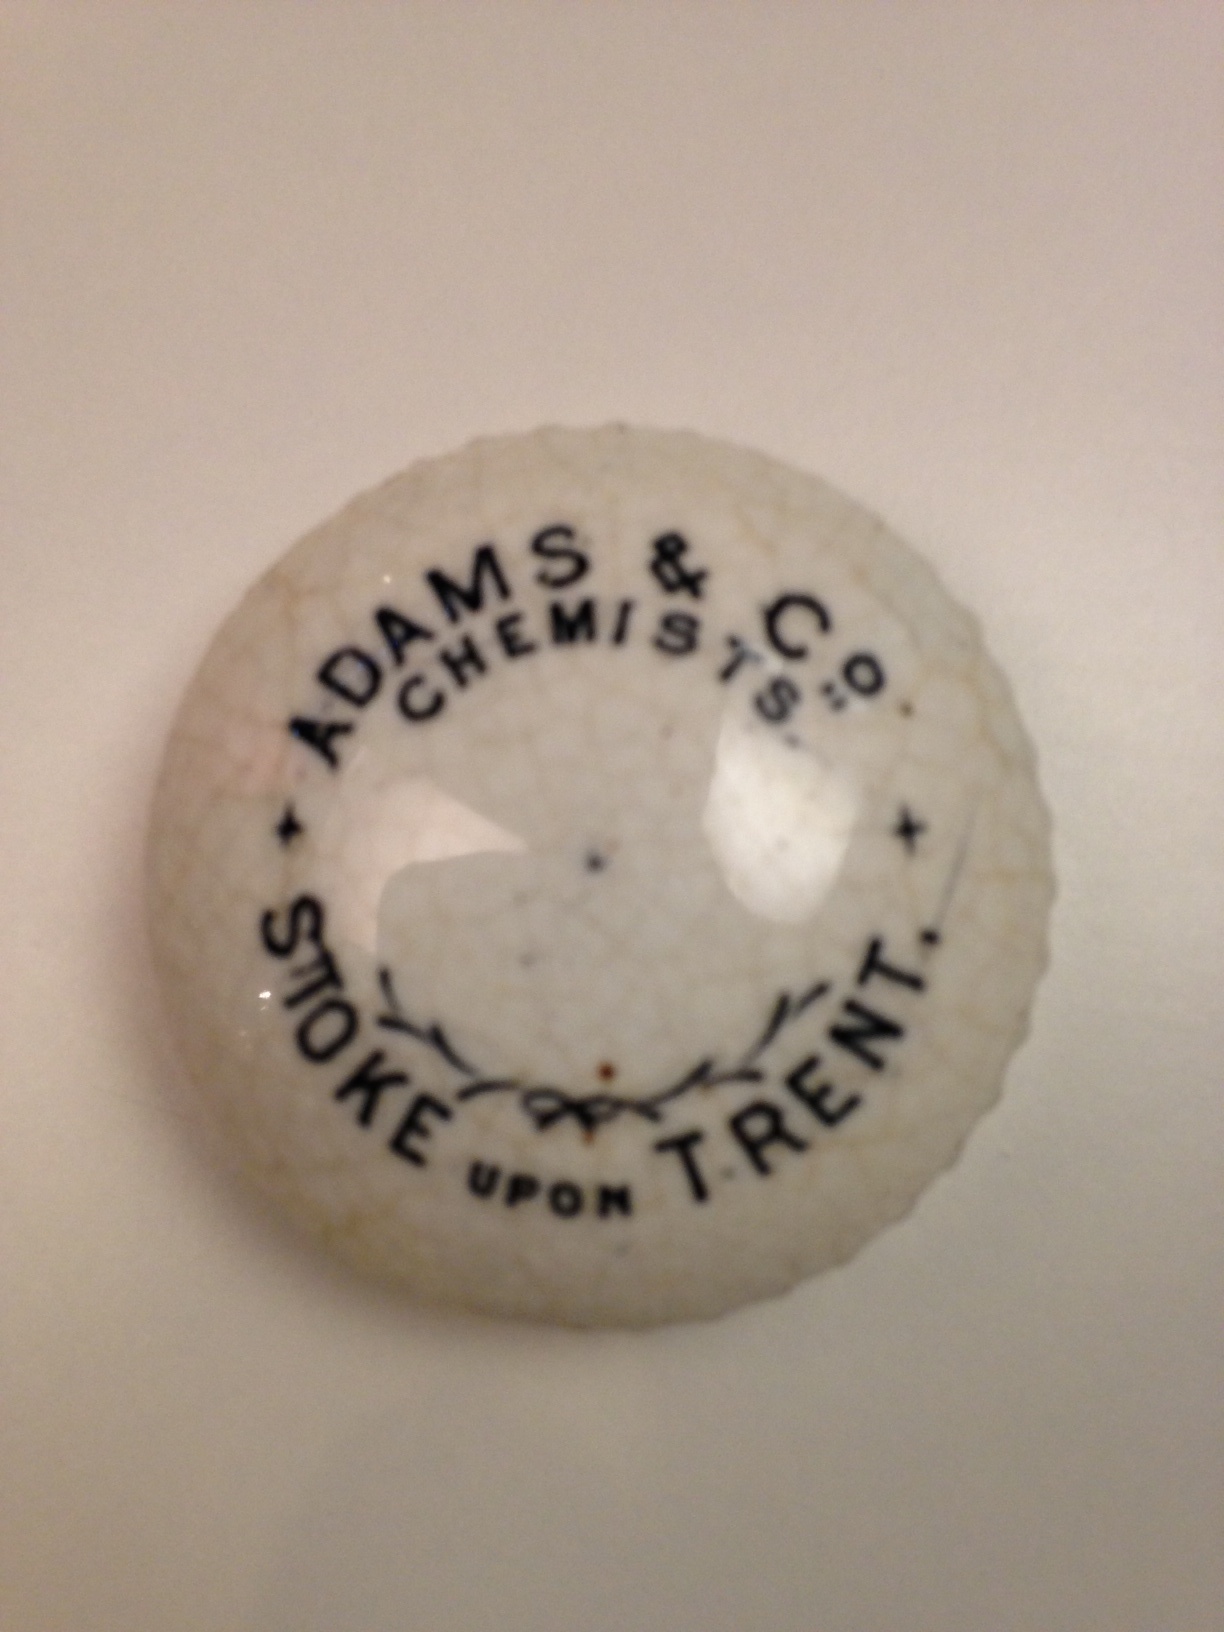 ADAMS & Co
CHEMISTS.
STOKE UPON TRENT.